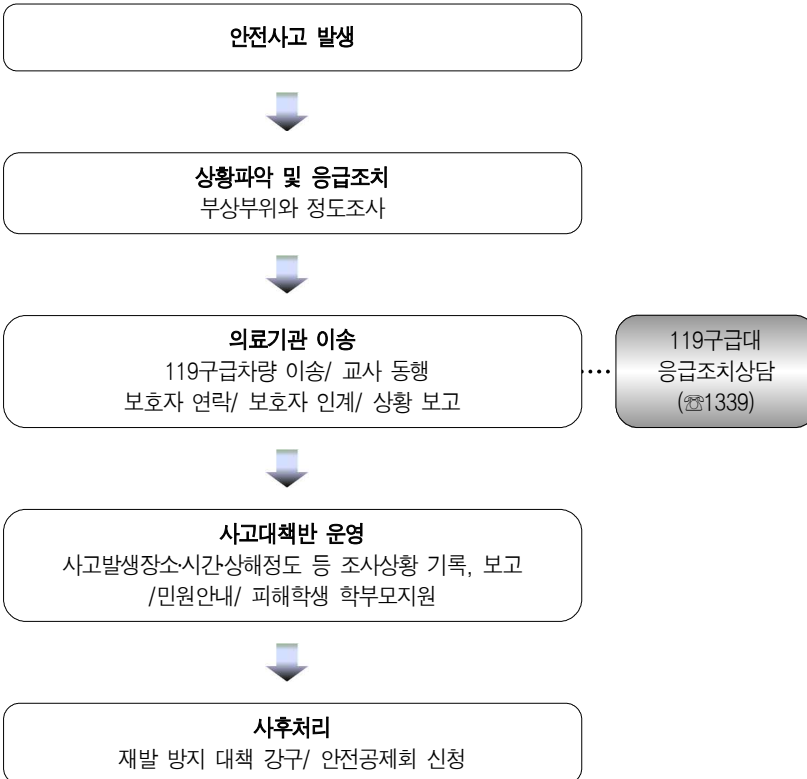 안전사고 발생
상황파악 및 응급조치
부상부위와 정도조사
의료기관 이송
119구급차량 이송/ 교사 동행
보호자 연락/ 보호자 인계/ 상황 보고
119구급대
응급조치상담
(☏1339)
사고대책반 운영
사고발생장소·시간·상해정도 등 조사상황 기록, 보고
/민원안내/ 피해학생 학부모지원
사후처리
재발 방지 대책 강구/ 안전공제회 신청